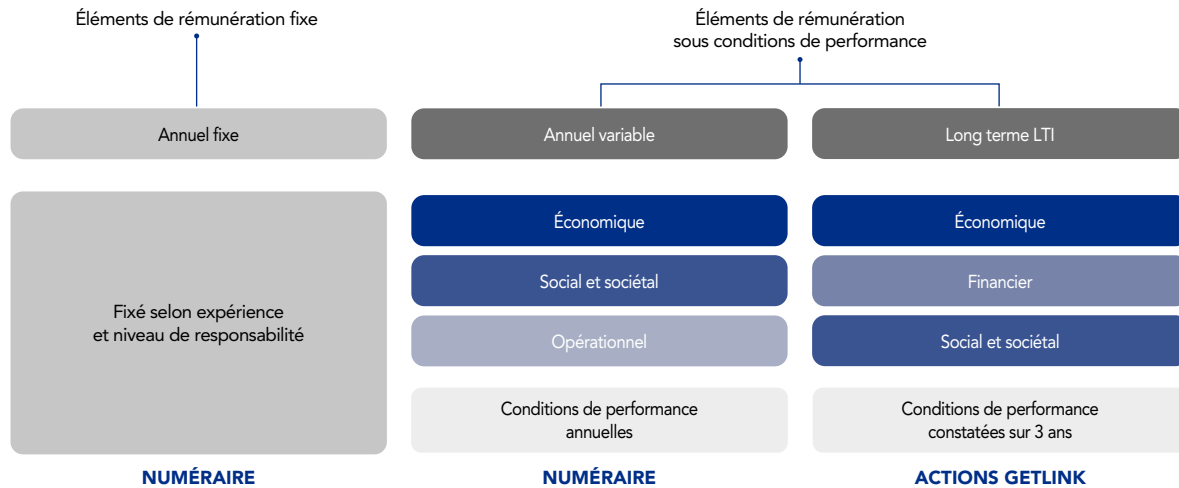 Éléments de rémunération fixe
Éléments de rémunération
sous conditions de performance
Annuel fixe
Annuel variable
Long terme LTI
Fixé selon expérience
et niveau de responsabilité
Économique
Social et sociétal
Opérationnel
Conditions de performance
annuelles
Économique
Financier
Social et sociétal
Conditions de performance
constatées sur 3 ans
NUMÉRAIRE
NUMÉRAIRE
ACTIONS GETLINK